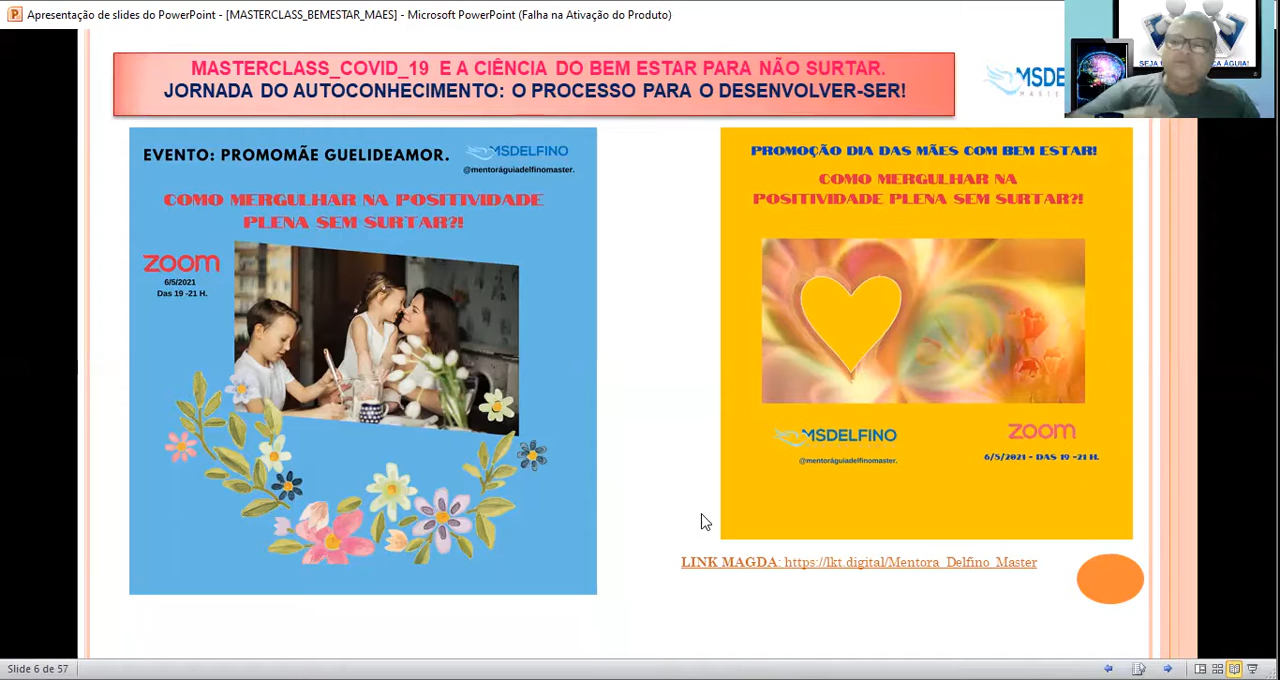 Apresentação de slides do PowerPoint - [MASTERCLASS_BEMESTAR_MAES] - Microsoft PowerPoint (Falha na Ativação do Produto)
MASTERCLASS_COVID_19 E A CIÊNCIA DO BEM ESTAR PARA NÃO SURTAR.
JORNADA DO AUTOCONHECIMENTO: O PROCESSO PARA O DESENVOLVER-SER!
MSDEL
EVENTO: PROMOMÃE GUELIDEAMOR.
MSDELFINO
@mentoráguiadelfinomaster.
COMO MERGULHAR NA POSITIVIDADE
PLENA SEM SURTAR?!
zoom
6/5/2021
Das 19 -21 H.
PROMOÇÃO DIA DAS MÃES COM BEM ESTAR!
COMO MERGULHAR NA
POSITIVIDADE PLENA SEM SURTAR?!
MSDELFINO
@mentoráguiadelfinomaster.
zoom
6/5/2021 - DAS 19 -21 H.
LINK MAGDA: https://lkt.digital/Mentora_Delfino_Master
Slide 6 de 57